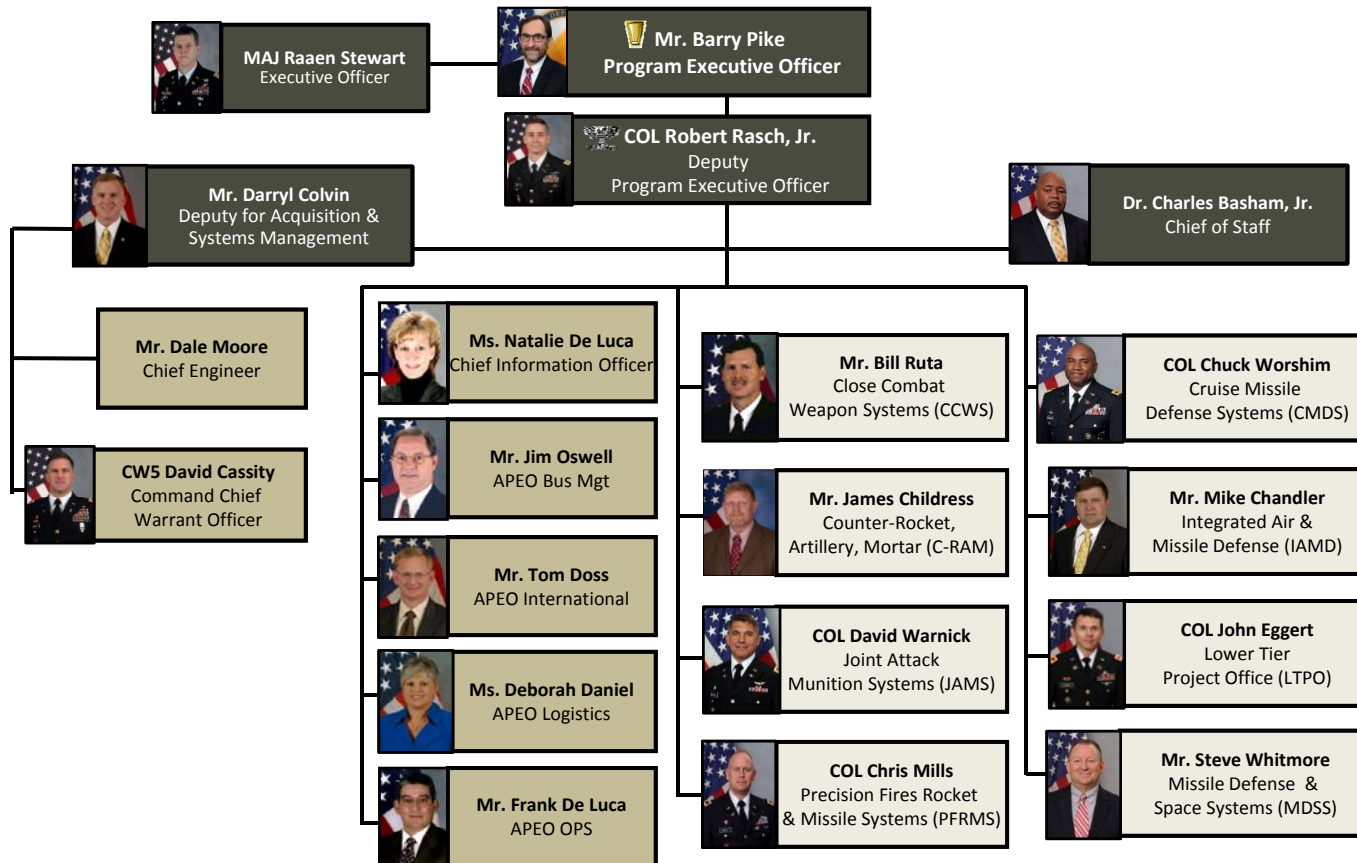 MAJ Raaen Stewart
Executive Officer
Mr. Barry Pike
Program Executive Officer
COL Robert Rasch, Jr.
Deputy
Program Executive Officer
Mr. Darryl Colvin
Deputy for Acquisition &
Systems Management
Dr. Charles Basham, Jr.
Chief of Staff
Mr. Dale Moore
Chief Engineer
CW5 David Cassity
Command Chief
Warrant Officer
Ms. Natalie De Luca
Chief Information Officer
Mr. Jim Oswell
APEO Bus Mgt
Mr. Tom Doss
APEO International
Ms. Deborah Daniel
APEO Logistics
Mr. Frank De Luca
APEO OPS
Mr. Bill Ruta
Close Combat
Weapon Systems (CCWS)
Mr. James Childress
Counter-Rocket,
Artillery, Mortar (C-RAM)
COL David Warnick
Joint Attack
Munition Systems (JAMS)
COL Chris Mills
Precision Fires Rocket
& Missile Systems (PFRMS)
COL Chuck Worshim
Cruise Missile
Defense Systems (CMDS)
Mr. Mike Chandler
Integrated Air &
Missile Defense (IAMD)
COL John Eggert
Lower Tier
Project Office (LTPO)
Mr. Steve Whitmore
Missile Defense &
Space Systems (MDSS)